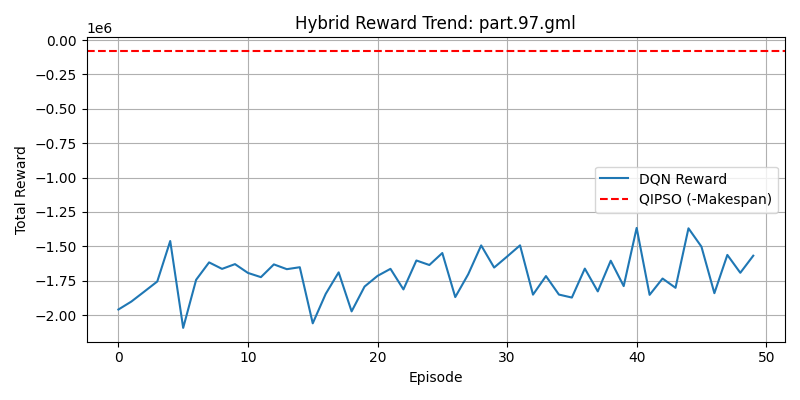 Hybrid Reward Trend: part.97.gml
1e6
0.00
−0.25
−0.50
−0.75
−1.00
−1.25
−1.50
−1.75
−2.00
Total Reward
DQN Reward
QIPSO (-Makespan)
0 10 20 30 40 50
Episode